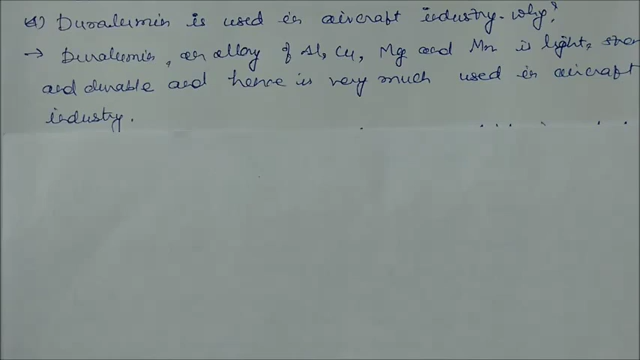 4) Duralumin is used in aircraft industry. why?
→ Duralumin, an alloy of Al, Cu, Mg and Mn is light,
and durable and hence is very much used in aircraft
industry.